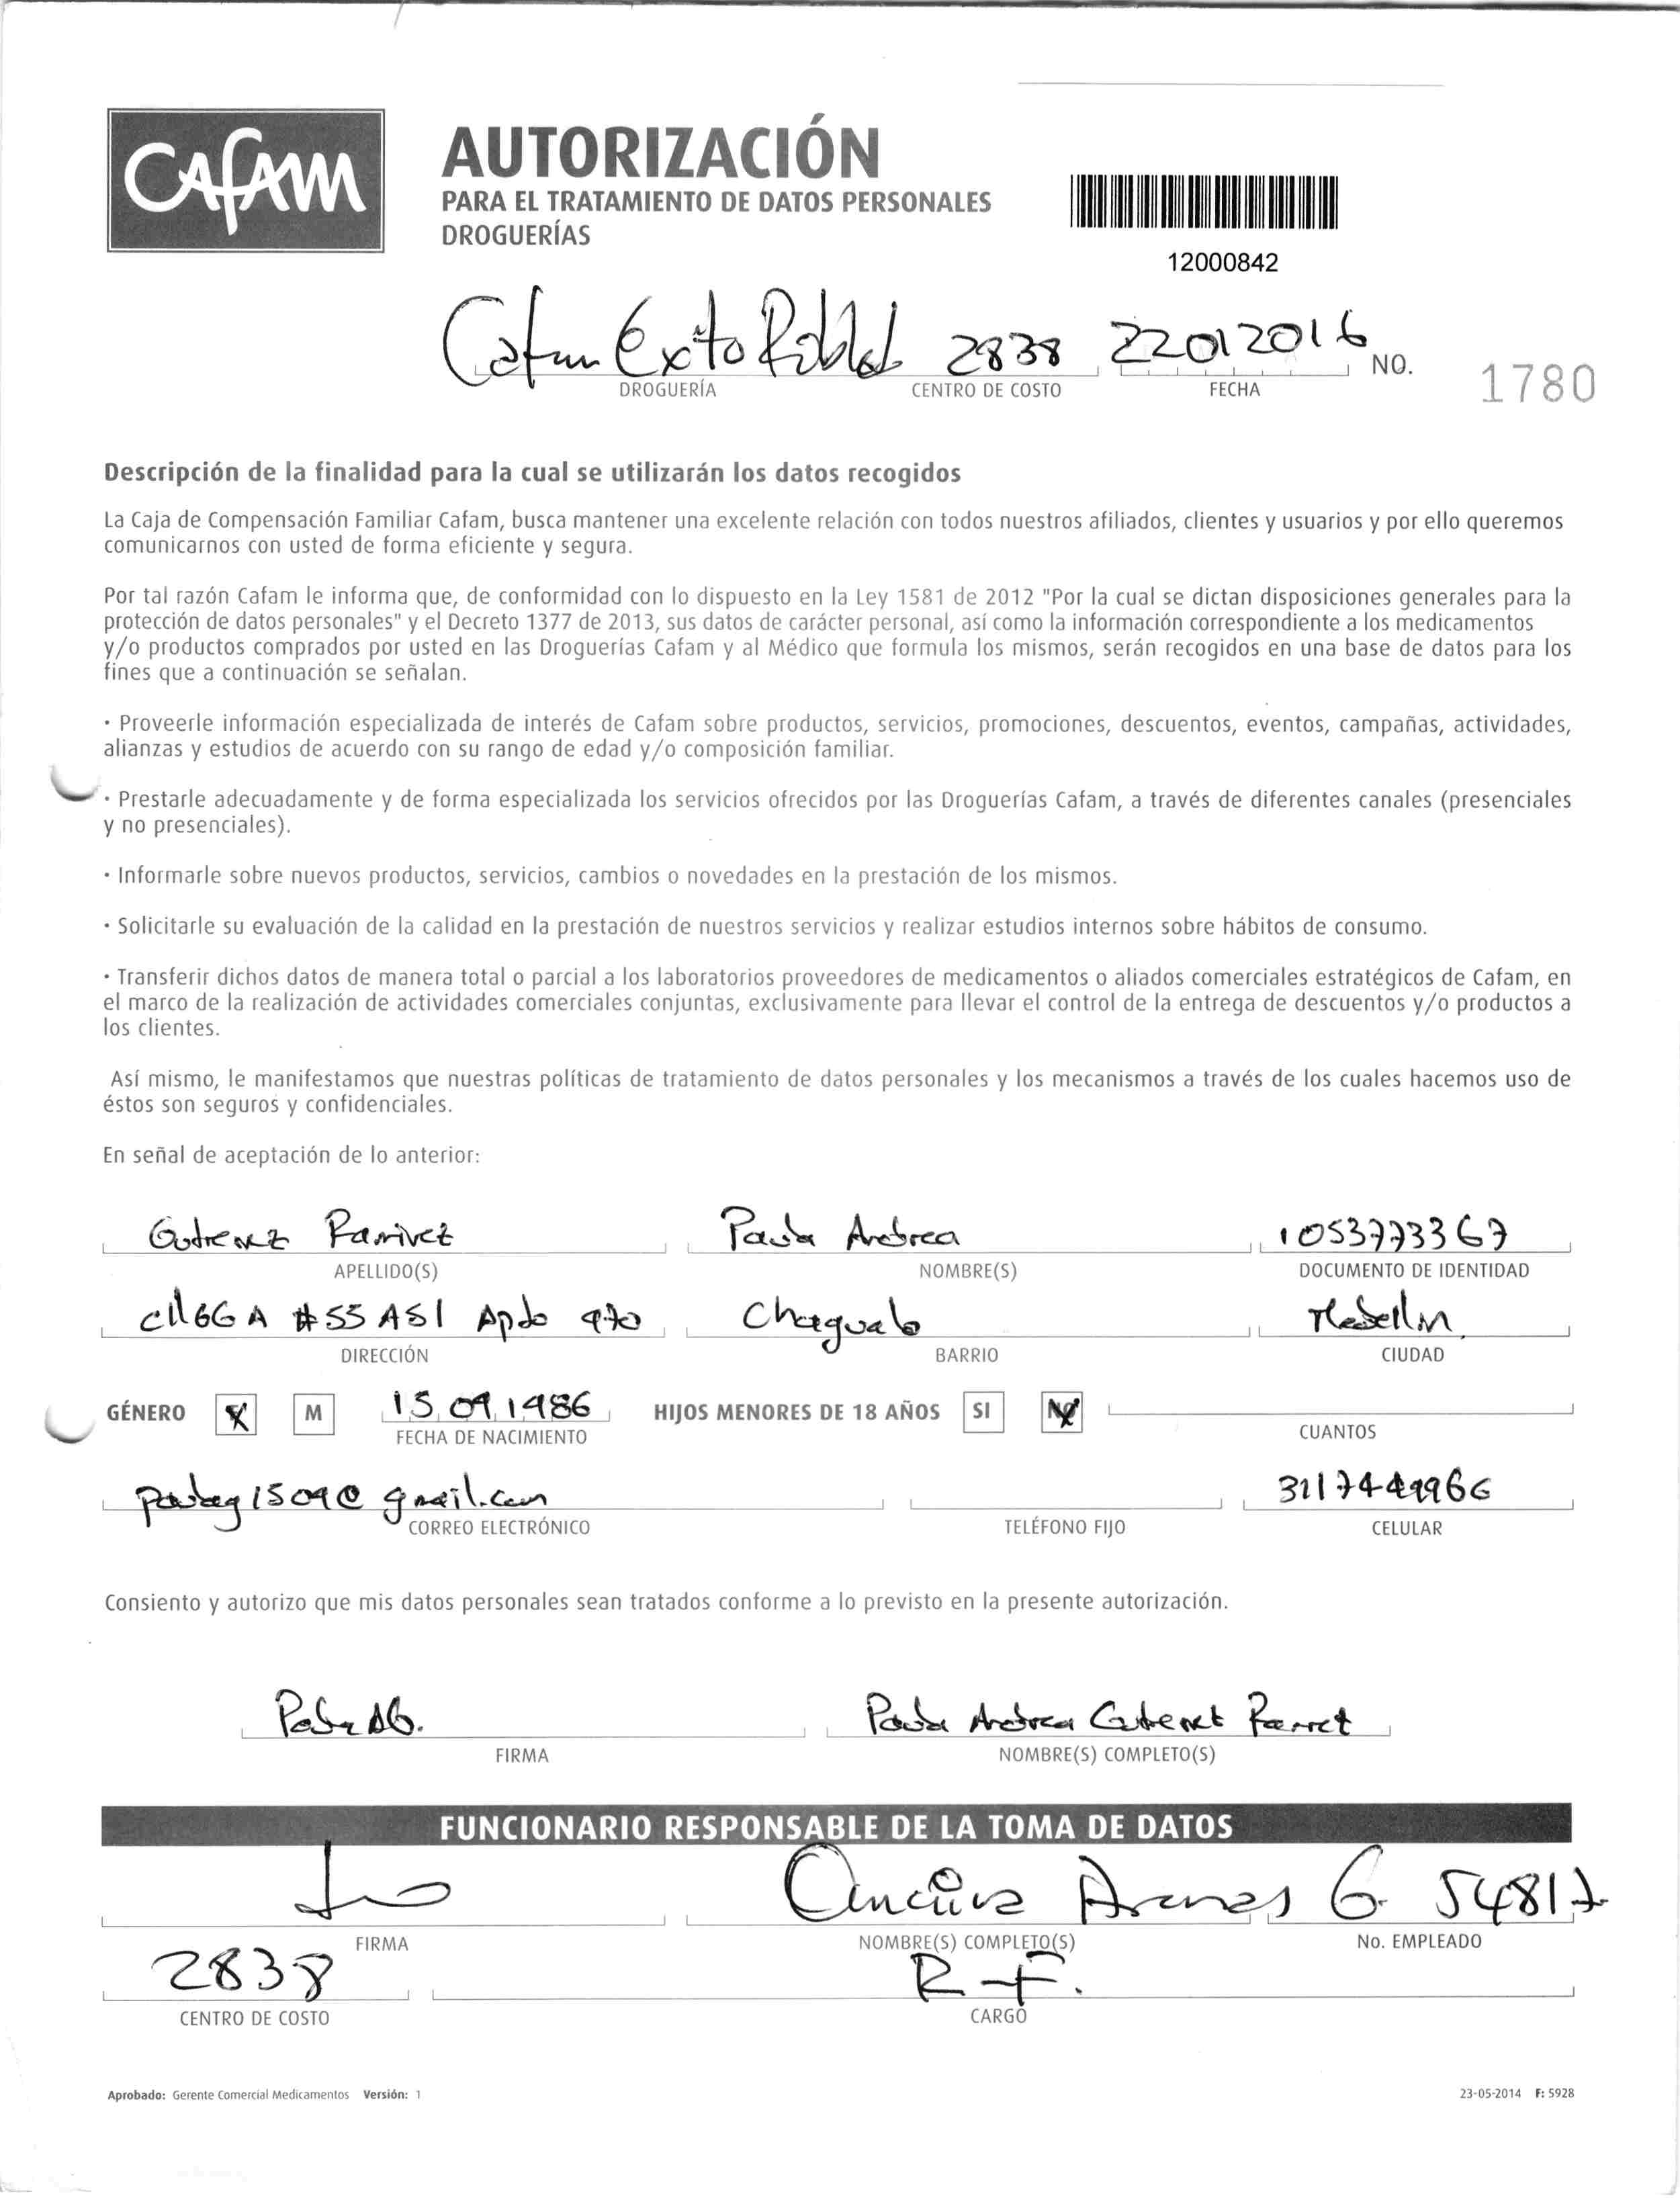 CAFAM
AUTORIZACIÓN
PARA EL TRATAMIENTO DE DATOS PERSONALES
DROGUERÍAS
12000842
Cafam Exito Poblad 2838 22012016 NO. 1780
DROGUERÍA CENTRO DE COSTO FECHA
Descripción de la finalidad para la cual se utilizarán los datos recogidos
La Caja de Compensación Familiar Cafam, busca mantener una excelente relación con todos nuestros afiliados, clientes y usuarios y por ello queremos
comunicarnos con usted de forma eficiente y segura.
Por tal razón Cafam le informa que, de conformidad con lo dispuesto en la Ley 1581 de 2012 "Por la cual se dictan disposiciones generales para la
protección de datos personales" y el Decreto 1377 de 2013, sus datos de carácter personal, así como la información correspondiente a los medicamentos
y/o productos comprados por usted en las Droguerías Cafam y al Médico que formula los mismos, serán recogidos en una base de datos para los
fines que a continuación se señalan.
· Proveerle información especializada de interés de Cafam sobre productos, servicios, promociones, descuentos, eventos, campañas, actividades,
alianzas y estudios de acuerdo con su rango de edad y/o composición familiar.
· Prestarle adecuadamente y de forma especializada los servicios ofrecidos por las Droguerías Cafam, a través de diferentes canales (presenciales
y no presenciales).
· Informarle sobre nuevos productos, servicios, cambios o novedades en la prestación de los mismos.
· Solicitarle su evaluación de la calidad en la prestación de nuestros servicios y realizar estudios internos sobre hábitos de consumo.
· Transferir dichos datos de manera total o parcial a los laboratorios proveedores de medicamentos o aliados comerciales estratégicos de Cafam, en
el marco de la realización de actividades comerciales conjuntas, exclusivamente para llevar el control de la entrega de descuentos y/o productos a
los clientes.
Así mismo, le manifestamos que nuestras políticas de tratamiento de datos personales y los mecanismos a través de los cuales hacemos uso de
éstos son seguros y confidenciales.
En señal de aceptación de lo anterior:
Gutierrez Ramirez Paula Andrea 1053773367
APELLIDO(S) NOMBRE(S) DOCUMENTO DE IDENTIDAD
cll 66 A # 55 A 51 Apdo 970 Chagualo Medellin
DIRECCIÓN BARRIO CIUDAD
GÉNERO X M 15 09 1986 HIJOS MENORES DE 18 AÑOS SI NO
FECHA DE NACIMIENTO CUANTOS
paulag1509@gmail.com 3117449966
CORREO ELECTRÓNICO TELÉFONO FIJO CELULAR
Consiento y autorizo que mis datos personales sean tratados conforme a lo previsto en la presente autorización.
Paula AG. Paula Andrea Gutierrez Ramirez
FIRMA NOMBRE(S) COMPLETO(S)
FUNCIONARIO RESPONSABLE DE LA TOMA DE DATOS
G. 54817
FIRMA NOMBRE(S) COMPLETO(S) No. EMPLEADO
2838 R-F.
CENTRO DE COSTO CARGO
Aprobado: Gerente Comercial Medicamentos Versión: 1 23-05-2014 F: 5928